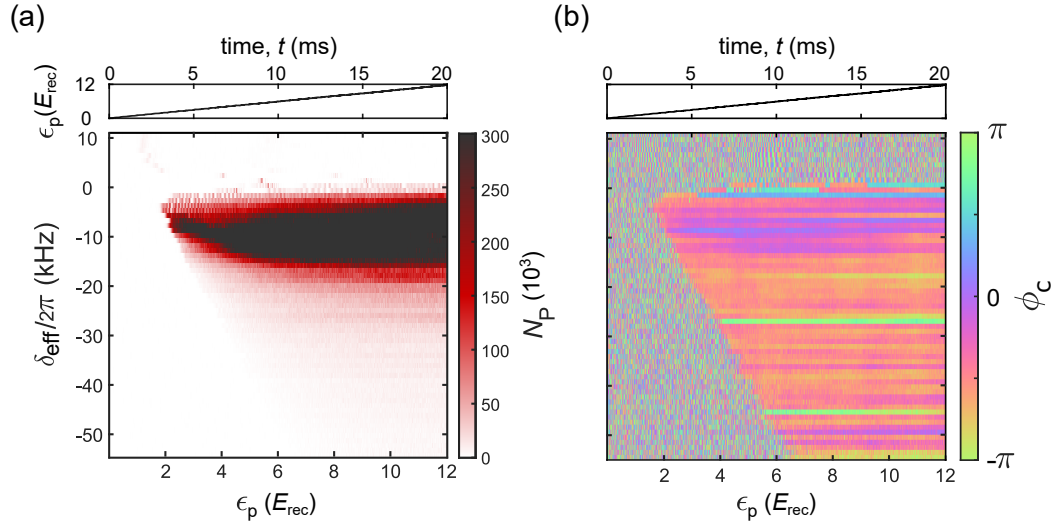 (a)
time, t (ms)
0 5 10 15 20
ϵp(Erec)
12
0
10
0
-10
-20
-30
-40
-50
δeff/2π (kHz)
2 4 6 8 10 12
ϵp (Erec)
300
250
200
150
100
50
0
NP (10³)
(b)
time, t (ms)
0 5 10 15 20
2 4 6 8 10 12
ϵp (Erec)
π
0
-π
ϕC